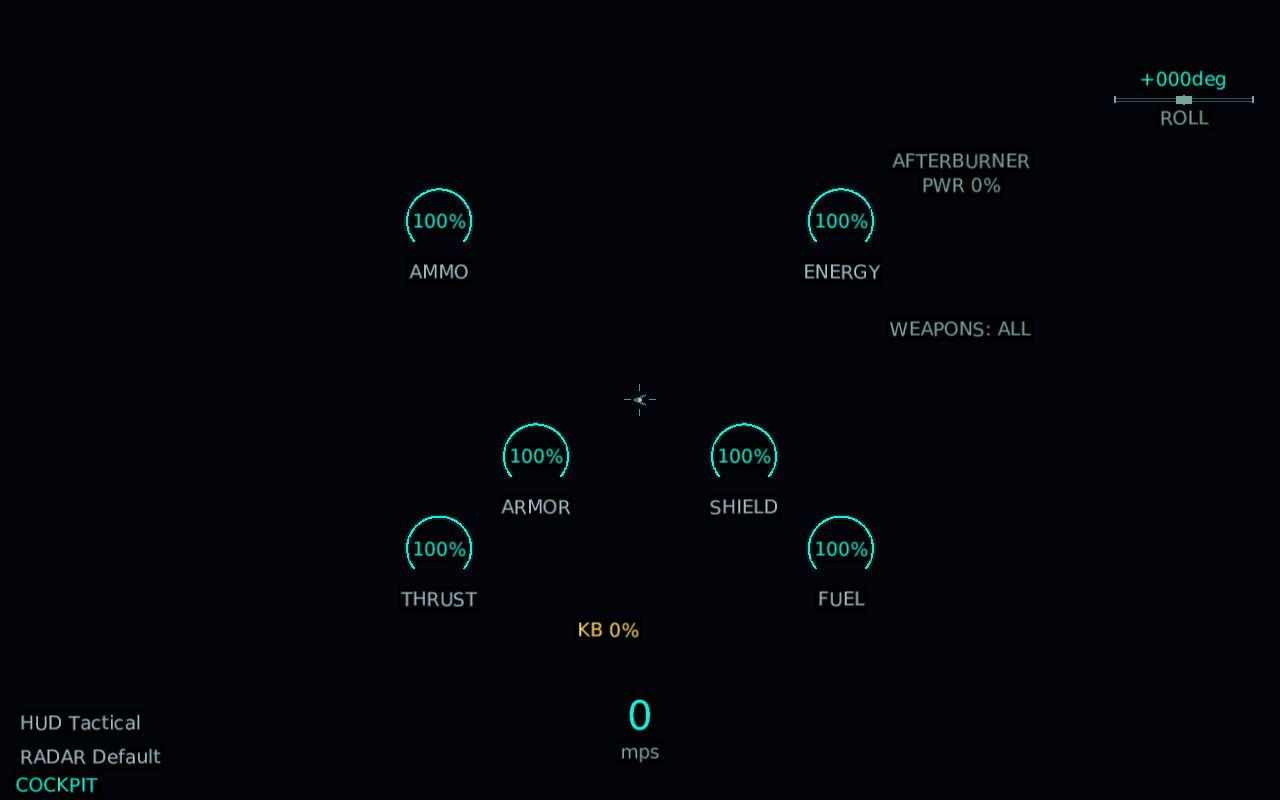 +000deg
ROLL
AFTERBURNER
PWR 0%
100%
AMMO
100%
ENERGY
WEAPONS: ALL
100%
ARMOR
100%
SHIELD
100%
THRUST
100%
FUEL
KB 0%
0
mps
HUD Tactical
RADAR Default
COCKPIT